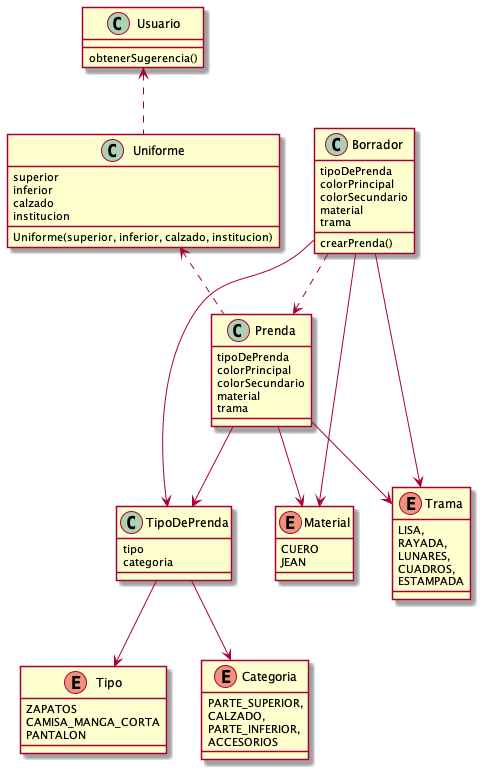 C Usuario
obtenerSugerencia()
C Uniforme
superior
inferior
calzado
institucion
Uniforme(superior, inferior, calzado, institucion)
C Borrador
tipoDePrenda
colorPrincipal
colorSecundario
material
trama
crearPrenda()
C Prenda
tipoDePrenda
colorPrincipal
colorSecundario
material
trama
C TipoDePrenda
tipo
categoria
E Material
CUERO
JEAN
E Trama
LISA,
RAYADA,
LUNARES,
CUADROS,
ESTAMPADA
E Tipo
ZAPATOS
CAMISA_MANGA_CORTA
PANTALON
E Categoria
PARTE_SUPERIOR,
CALZADO,
PARTE_INFERIOR,
ACCESORIOS